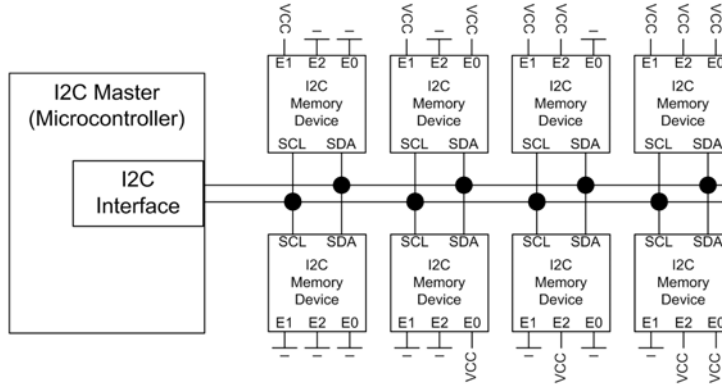 VCC
VCC
VCC
VCC
VCC
VCC
VCC
VCC
E1 E2 E0
I2C
Memory
Device
SCL SDA
E1 E2 E0
I2C
Memory
Device
SCL SDA
E1 E2 E0
I2C
Memory
Device
SCL SDA
E1 E2 E0
I2C
Memory
Device
SCL SDA
I2C Master
(Microcontroller)
I2C
Interface
SCL SDA
I2C
Memory
Device
E1 E2 E0
SCL SDA
I2C
Memory
Device
E1 E2 E0
SCL SDA
I2C
Memory
Device
E1 E2 E0
SCL SDA
I2C
Memory
Device
E1 E2 E0
VCC
VCC
VCC
VCC